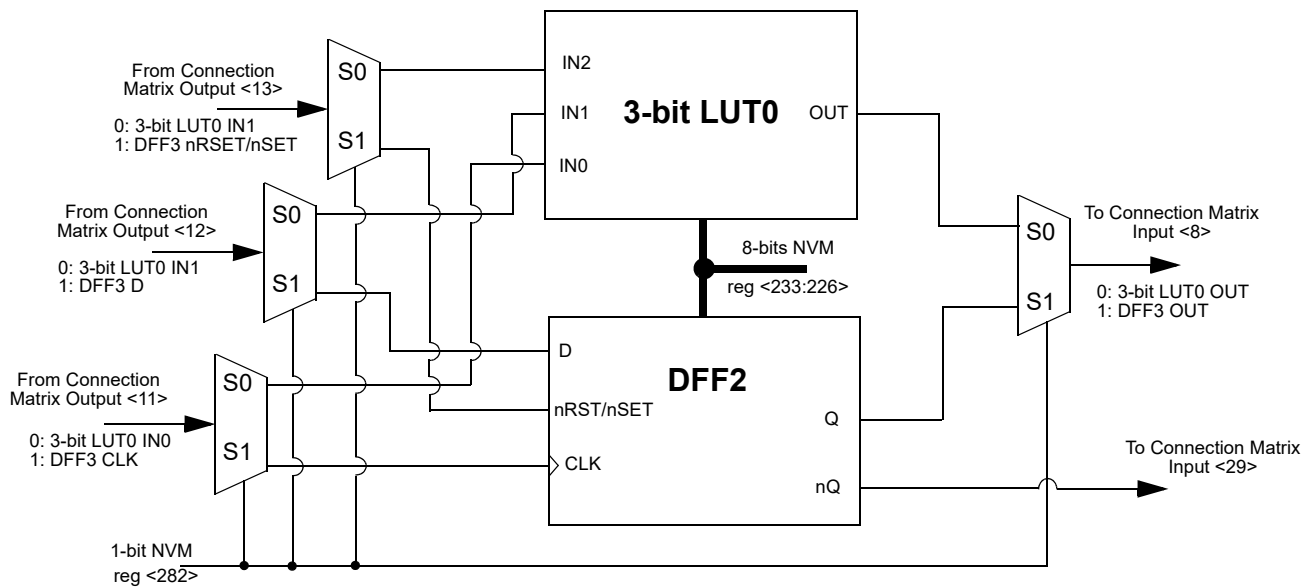 From Connection
Matrix Output <13>
0: 3-bit LUT0 IN1
1: DFF3 nRSET/nSET
S0
S1
From Connection
Matrix Output <12>
0: 3-bit LUT0 IN1
1: DFF3 D
S0
S1
From Connection
Matrix Output <11>
0: 3-bit LUT0 IN0
1: DFF3 CLK
S0
S1
1-bit NVM
reg <282>
IN2
IN1
IN0
3-bit LUT0
OUT
8-bits NVM
reg <233:226>
D
nRST/nSET
CLK
DFF2
Q
nQ
S0
S1
To Connection Matrix
Input <8>
0: 3-bit LUT0 OUT
1: DFF3 OUT
To Connection Matrix
Input <29>